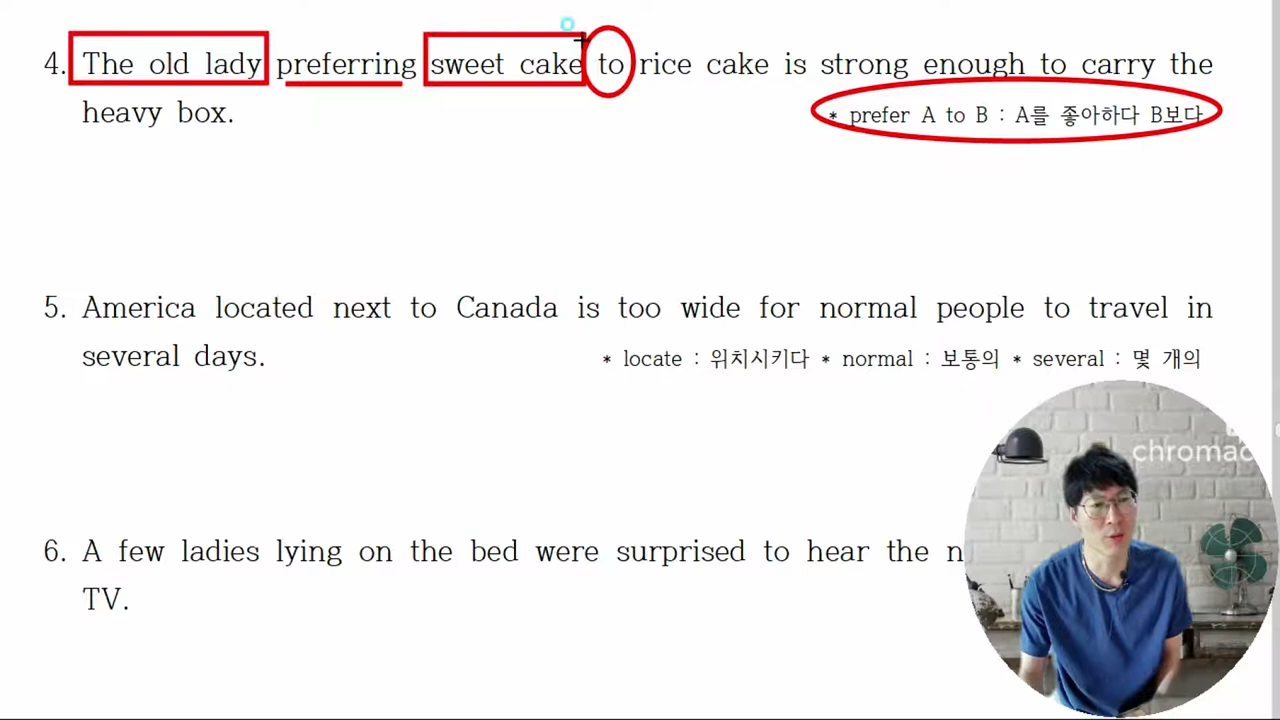 4. The old lady preferring sweet cake to rice cake is strong enough to carry the
heavy box.
* prefer A to B : A를 좋아하다 B보다
5. America located next to Canada is too wide for normal people to travel in
several days.
* locate : 위치시키다 * normal : 보통의 * several : 몇 개의
chromac
6. A few ladies lying on the bed were surprised to hear the
TV.